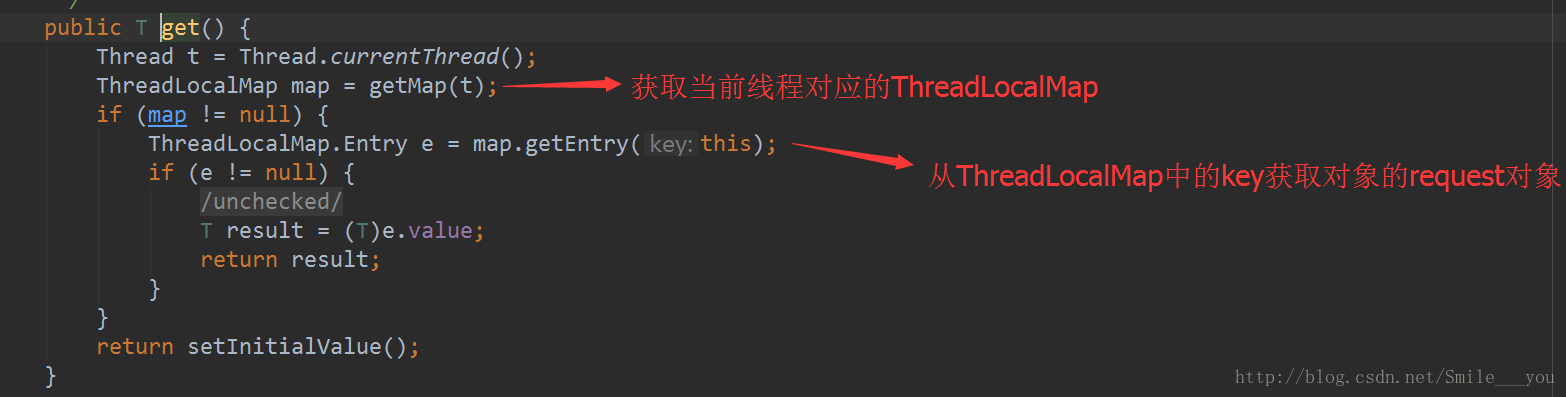 /
public T get() {
Thread t = Thread.currentThread();
ThreadLocalMap map = getMap(t);
获取当前线程对应的ThreadLocalMap
if (map != null) {
ThreadLocalMap.Entry e = map.getEntry( key: this);
从ThreadLocalMap中的key获取对象的request对象
if (e != null) {
/unchecked/
T result = (T)e.value;
return result;
}
}
return setInitialValue();
}
http://blog.csdn.net/Smile___you